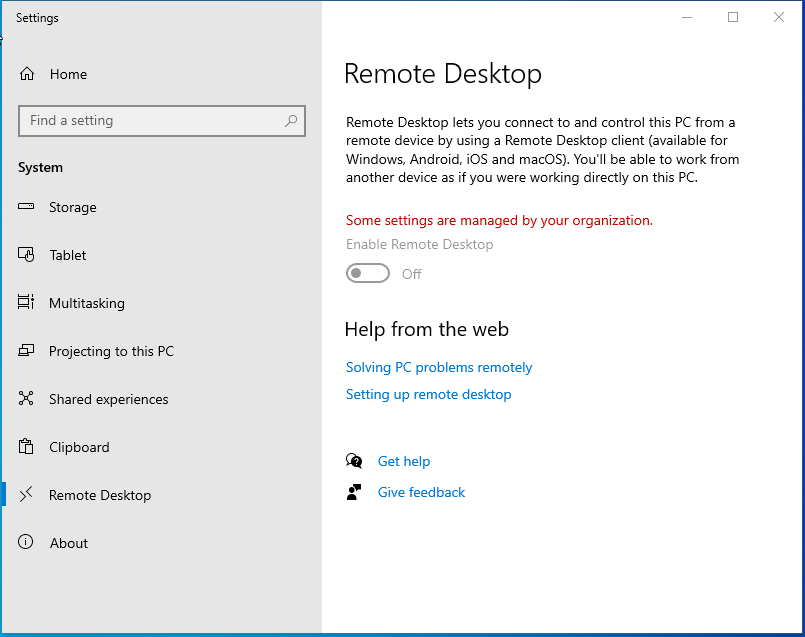 Settings
Home
Find a setting
System
Storage
Tablet
Multitasking
Projecting to this PC
Shared experiences
Clipboard
Remote Desktop
About
Remote Desktop
Remote Desktop lets you connect to and control this PC from a
remote device by using a Remote Desktop client (available for
Windows, Android, iOS and macOS). You'll be able to work from
another device as if you were working directly on this PC.
Some settings are managed by your organization.
Enable Remote Desktop
Off
Help from the web
Solving PC problems remotely
Setting up remote desktop
Get help
Give feedback